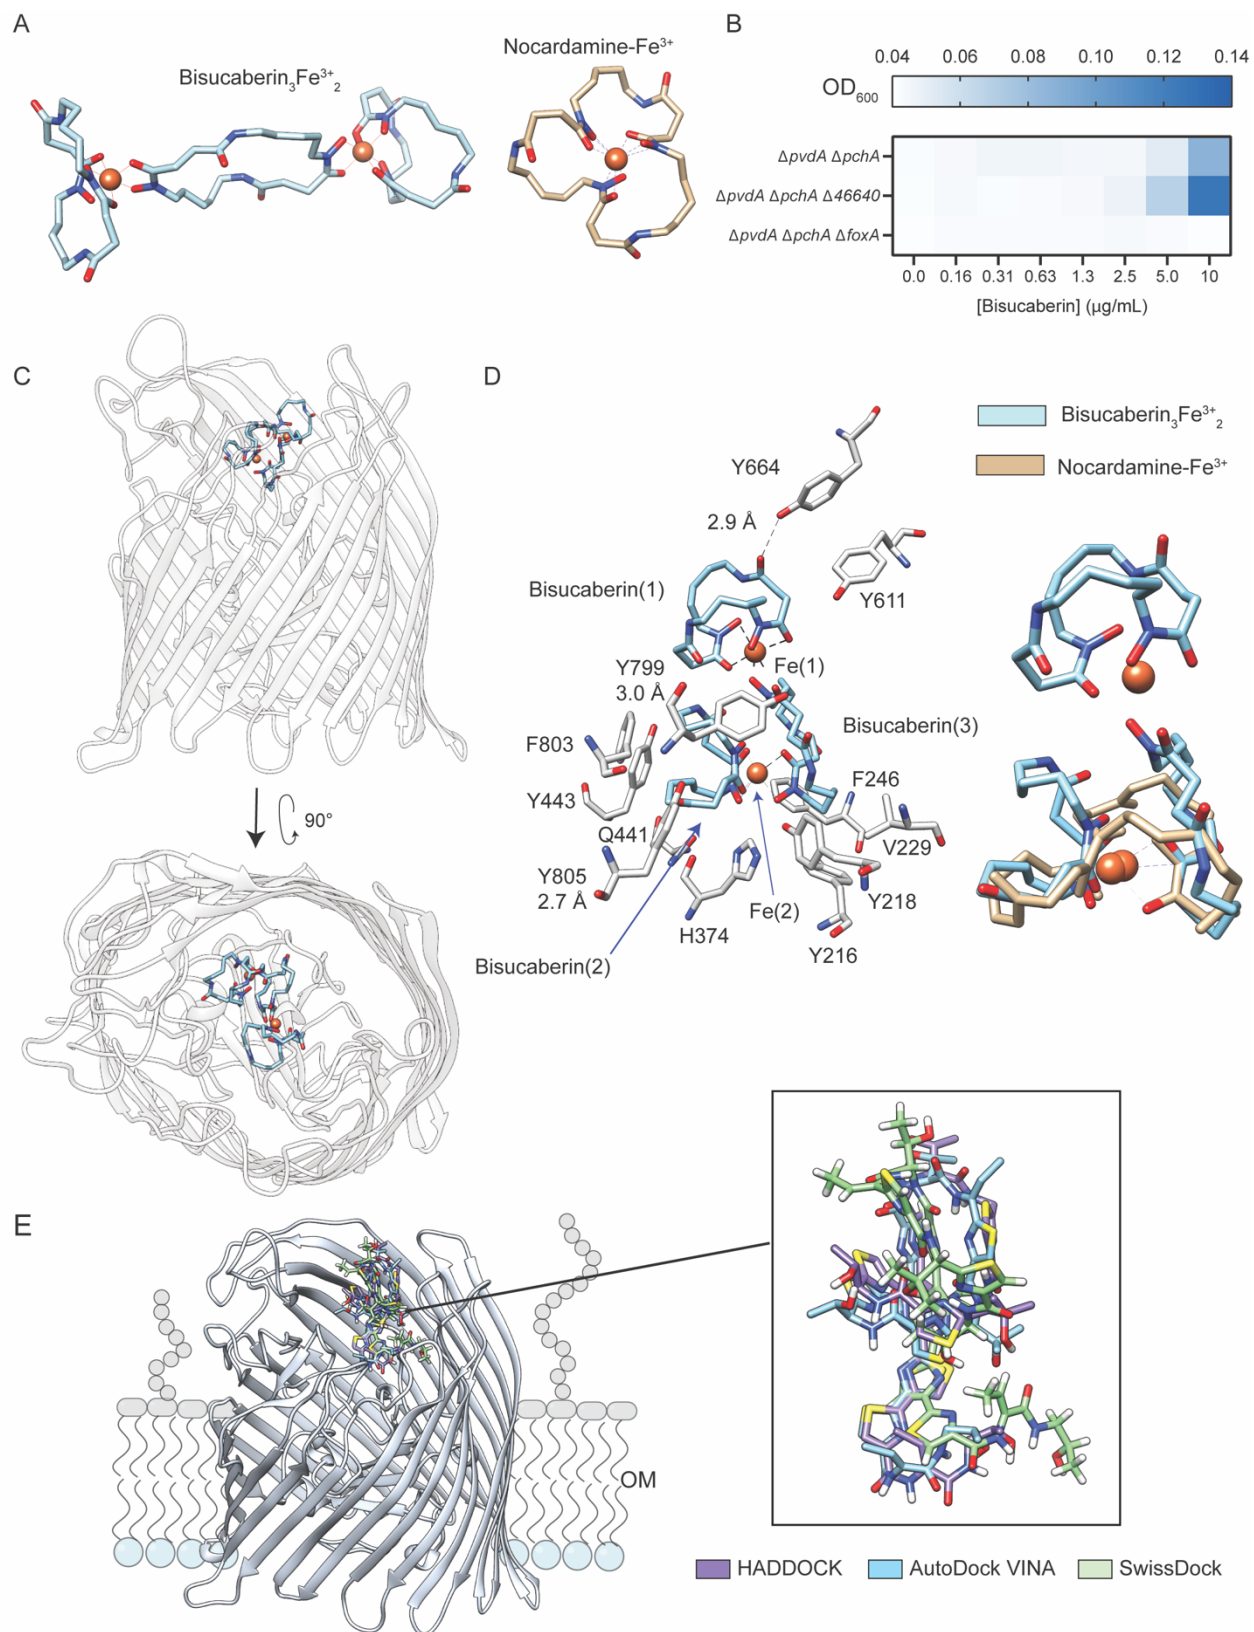 A
Bisucaberin₃Fe³⁺₂
Nocardamine-Fe³⁺
B
0.04 0.06 0.08 0.10 0.12 0.14
OD₆₀₀
ΔpvdA ΔpchA
ΔpvdA ΔpchA Δ46640
ΔpvdA ΔpchA ΔfoxA
0.0 0.16 0.31 0.63 1.3 2.5 5.0 10
[Bisucaberin] (μg/mL)
C
90°
D
Bisucaberin₃Fe³⁺₂
Nocardamine-Fe³⁺
Y664
2.9 Å
Bisucaberin(1)
Y611
Fe(1)
Y799
3.0 Å
Bisucaberin(3)
F803
F246
Y443
Q441
V229
Y805
2.7 Å
Fe(2)
Y218
H374
Y216
Bisucaberin(2)
E
OM
HADDOCK
AutoDock VINA
SwissDock